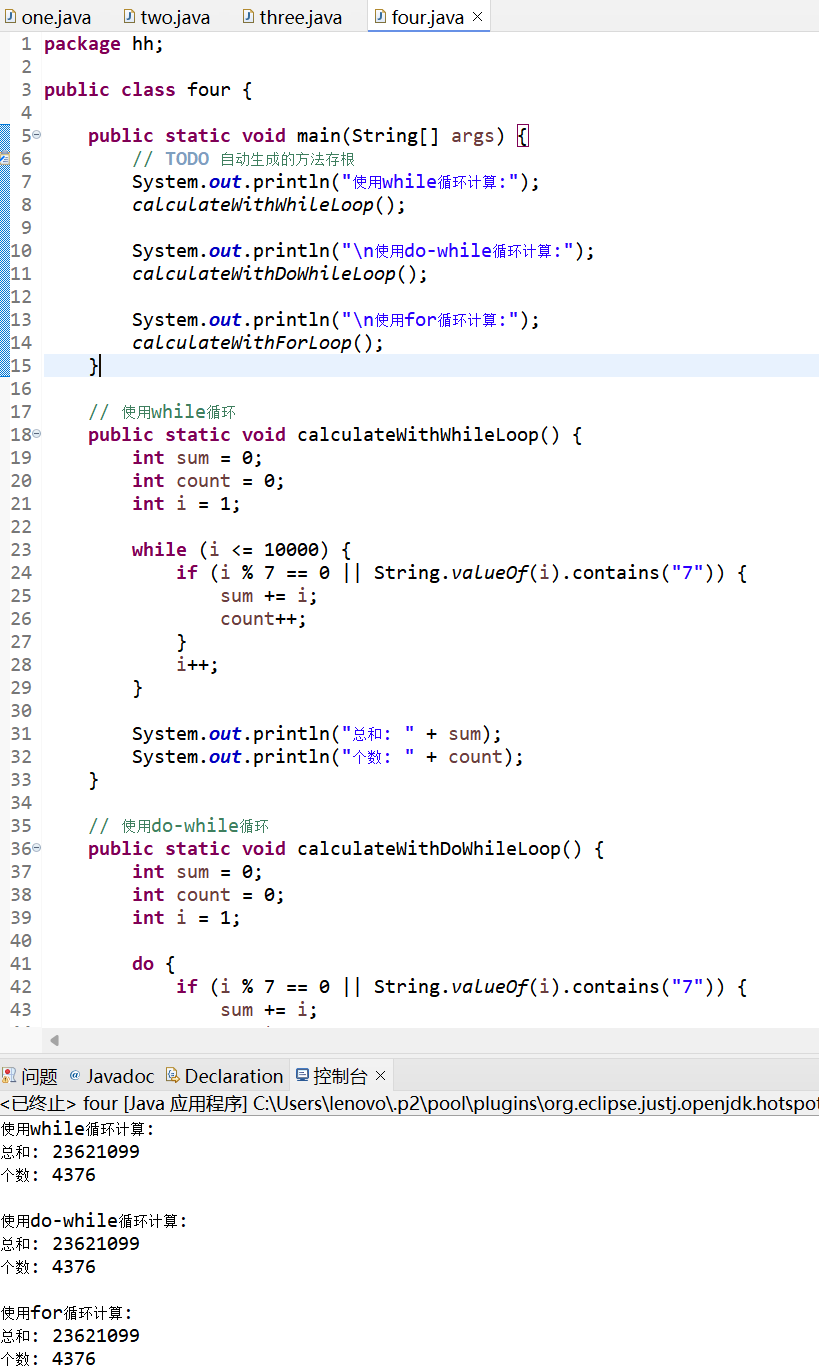 one.java two.java three.java four.java
1 package hh;
2
3 public class four {
4
5 public static void main(String[] args) {
6 // TODO 自动生成的方法存根
7 System.out.println("使用while循环计算:");
8 calculateWithWhileLoop();
9
10 System.out.println("\n使用do-while循环计算:");
11 calculateWithDoWhileLoop();
12
13 System.out.println("\n使用for循环计算:");
14 calculateWithForLoop();
15 }
16
17 // 使用while循环
18 public static void calculateWithWhileLoop() {
19 int sum = 0;
20 int count = 0;
21 int i = 1;
22
23 while (i <= 10000) {
24 if (i % 7 == 0 || String.valueOf(i).contains("7")) {
25 sum += i;
26 count++;
27 }
28 i++;
29 }
30
31 System.out.println("总和: " + sum);
32 System.out.println("个数: " + count);
33 }
34
35 // 使用do-while循环
36 public static void calculateWithDoWhileLoop() {
37 int sum = 0;
38 int count = 0;
39 int i = 1;
40
41 do {
42 if (i % 7 == 0 || String.valueOf(i).contains("7")) {
43 sum += i;
问题 @ Javadoc Declaration 控制台
<已终止> four [Java 应用程序] C:\Users\lenovo\.p2\pool\plugins\org.eclipse.justj.openjdk.hotspot
使用while循环计算:
总和: 23621099
个数: 4376
使用do-while循环计算:
总和: 23621099
个数: 4376
使用for循环计算:
总和: 23621099
个数: 4376